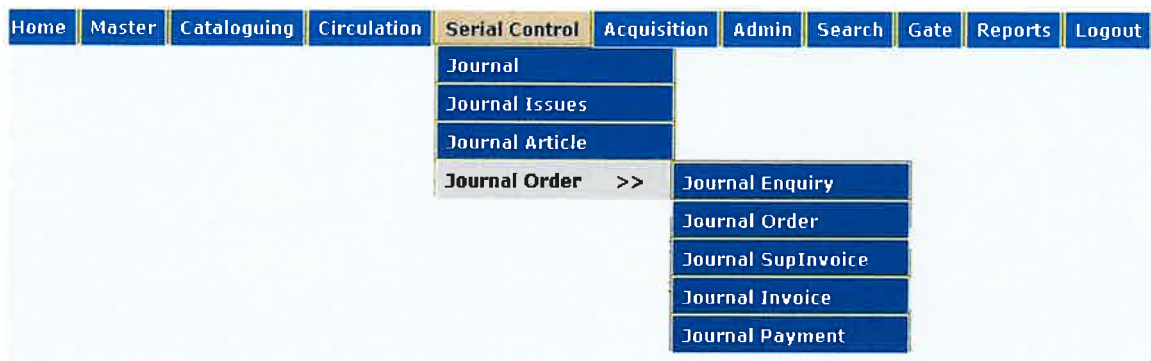 Home Master Cataloguing Circulation Serial Control Acquisition Admin Search Gate Reports Logout
Journal
Journal Issues
Journal Article
Journal Order >> Journal Enquiry
Journal Order
Journal SupInvoice
Journal Invoice
Journal Payment